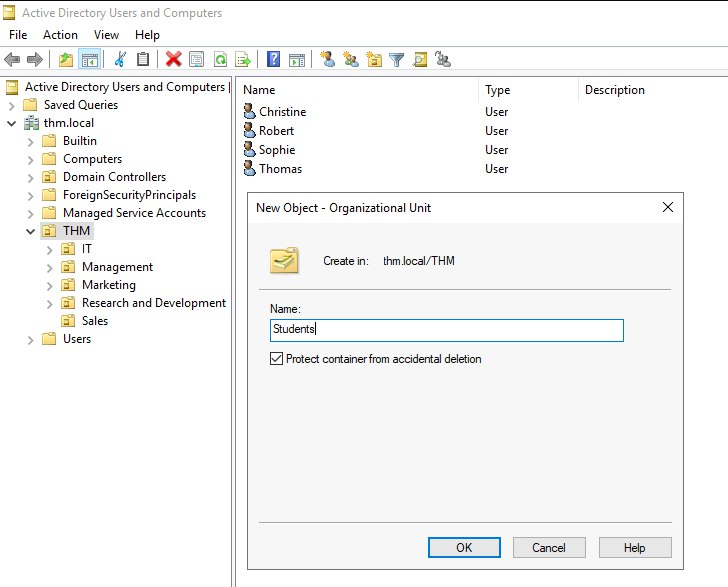 Active Directory Users and Computers
File Action View Help
Active Directory Users and Computers
Saved Queries
thm.local
Builtin
Computers
Domain Controllers
ForeignSecurityPrincipals
Managed Service Accounts
THM
IT
Management
Marketing
Research and Development
Sales
Users
Name Type Description
Christine User
Robert User
Sophie User
Thomas User
New Object - Organizational Unit
Create in: thm.local/THM
Name:
Students
Protect container from accidental deletion
OK Cancel Help